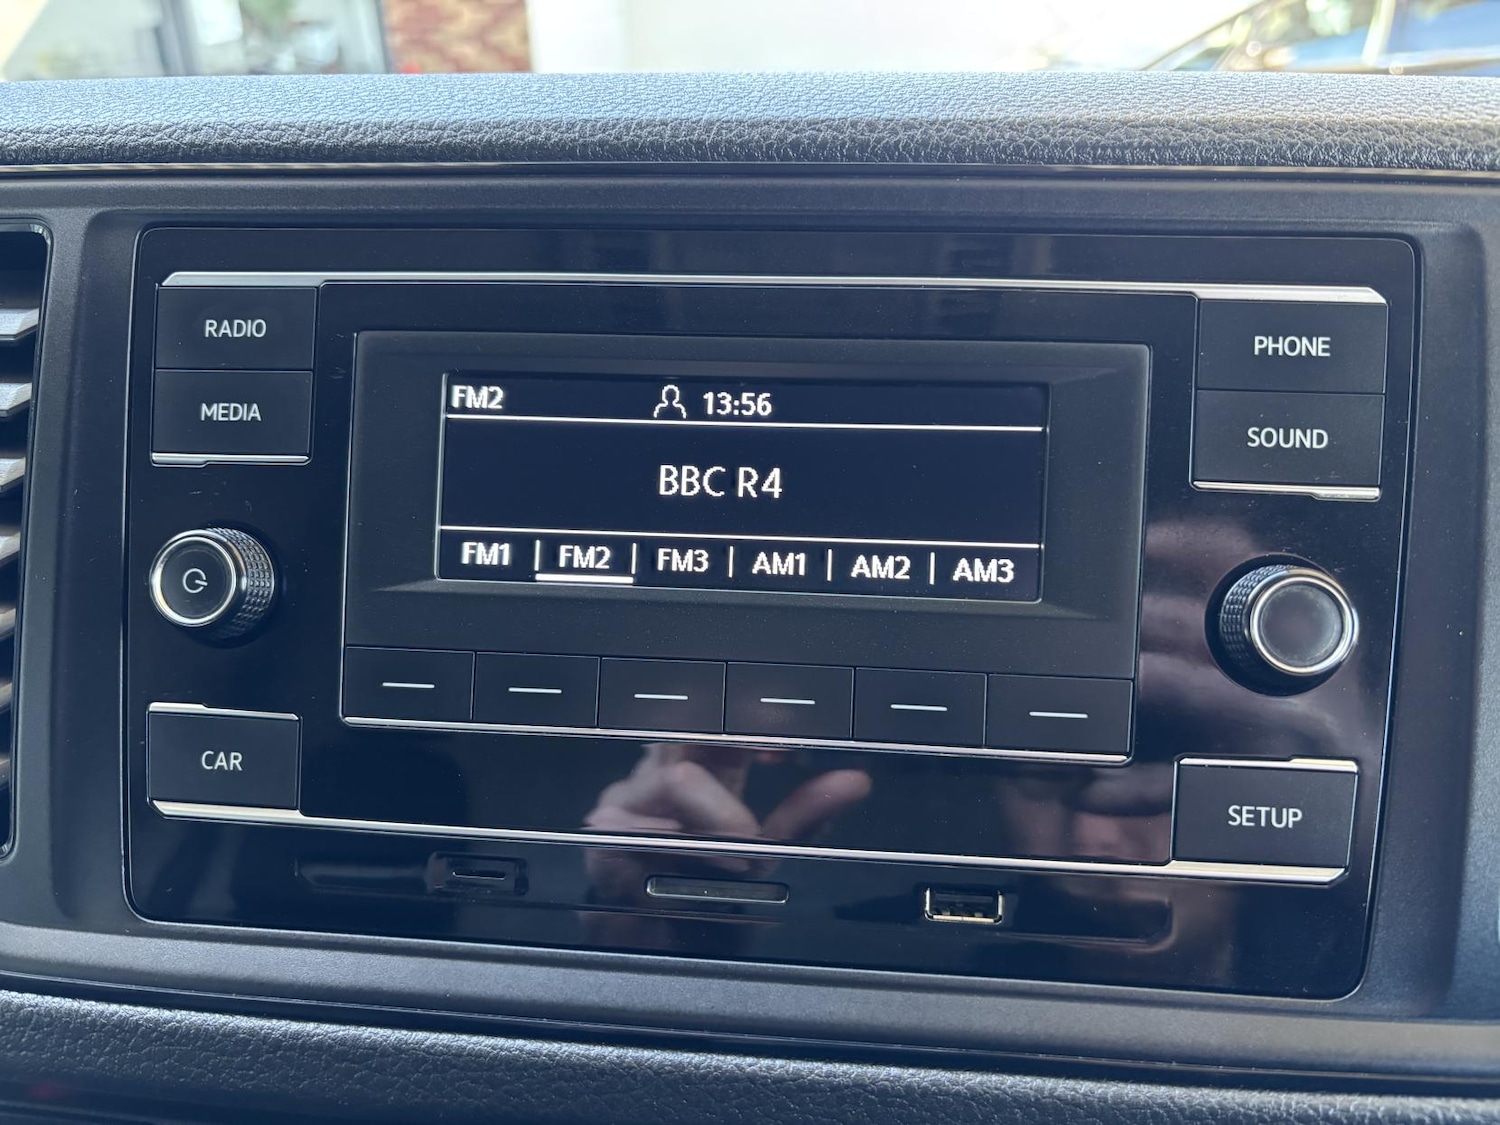 RADIO
MEDIA
PHONE
SOUND
FM2 13:56
BBC R4
FM1 | FM2 | FM3 | AM1 | AM2 | AM3
CAR
SETUP